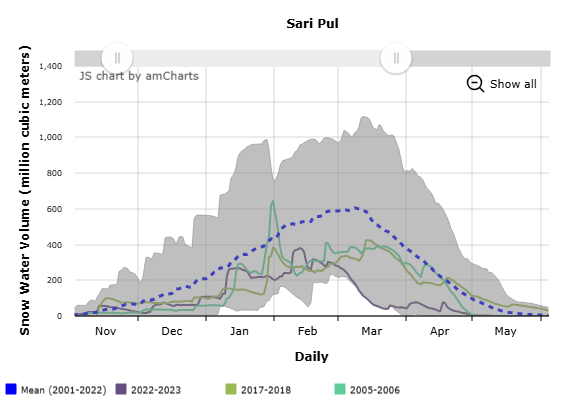 Sari Pul
JS chart by amCharts
Show all
Snow Water Volume (million cubic meters)
1,400
1,200
1,000
800
600
400
200
0
Nov Dec Jan Feb Mar Apr May
Daily
Mean (2001-2022) 2022-2023 2017-2018 2005-2006